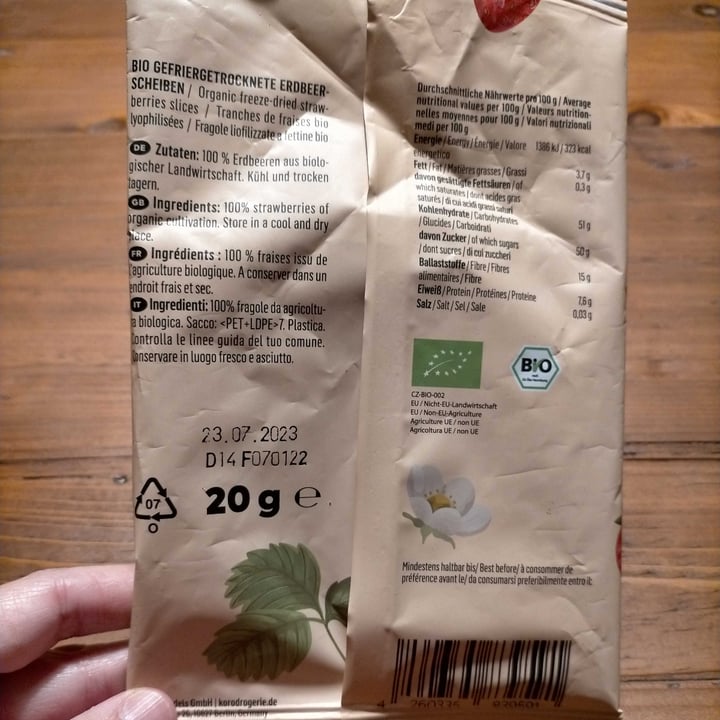 BIO GEFRIERGETROCKNETE ERDBEER-
SCHEIBEN / Organic freeze-dried straw-
berries slices / Tranches de fraises bio
lyophilisées / Fragole liofilizzate a fettine bio
DE Zutaten: 100 % Erdbeeren aus biolo-
gischer Landwirtschaft. Kühl und trocken
lagern.
GB Ingredients: 100% strawberries of
organic cultivation. Store in a cool and dry
place.
FR Ingrédients : 100 % fraises issu de
l'agriculture biologique. A conserver dans un
endroit frais et sec.
IT Ingredienti: 100% fragole da agricoltu-
a biologica. Sacco: <PET+LDPE>7. Plastica.
Controlla le linee guida del tuo comune.
Conservare in luogo fresco e asciutto.
23.07.2023
D14 F070122
07
O
20 g e
dels GmbH | korodrogerie.de
26, 10827 Berlin, Germany
Durchschnittliche Nährwerte pro 100 g / Average
nutritional values per 100g / Valeurs nutrition-
nelles moyennes pour 100 g / Valori nutrizionali
medi per 100 g
Energie / Energy / Énergie / Valore 1386 kJ / 323 kcal
energetico
Fett / Fat / Matières grasses / Grassi 3,7 g
davon gesättigte Fettsäuren / of 0,3 g
which saturates / dont acides gras
saturés / di cui acidi grassi saturi
Kohlenhydrate / Carbohydrates 51 g
/ Glucides / Carboidrati
davon Zucker / of which sugars 50 g
/ dont sucres / di cui zuccheri
Ballaststoffe / Fibre / Fibres 15 g
alimentaires / Fibre
Eiweiß / Protein / Protéines / Proteine 7,6 g
Salz / Salt / Sel / Sale 0,03 g
BIO
CZ-BIO-002
EU / Nicht-EU-Landwirtschaft
EU / Non-EU-Agriculture
Agriculture UE / non UE
Agricoltura UE / non UE
Mindestens haltbar bis/ Best before/ à consommer de
préférence avant le/ da consumarsi preferibilmente entro il:
4 260335